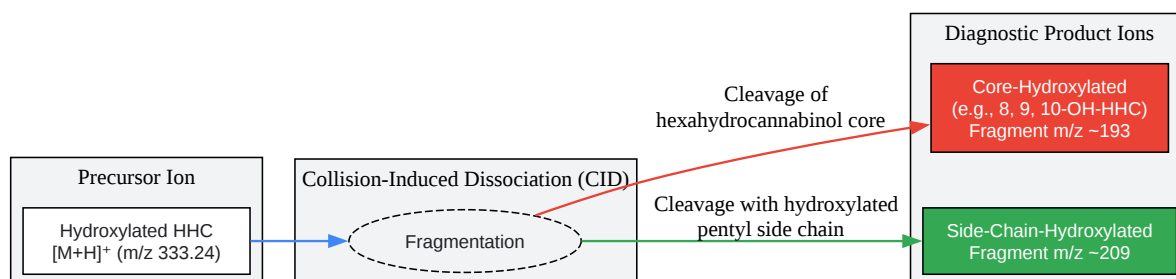 Precursor Ion
Hydroxylated HHC
[M+H]⁺ (m/z 333.24)
Collision-Induced Dissociation (CID)
Fragmentation
Cleavage of
hexahydrocannabinol core
Cleavage with hydroxylated
pentyl side chain
Diagnostic Product Ions
Core-Hydroxylated
(e.g., 8, 9, 10-OH-HHC)
Fragment m/z ~193
Side-Chain-Hydroxylated
Fragment m/z ~209